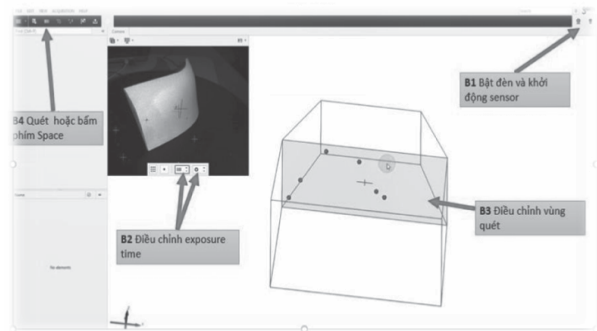 Camera
B1 Bật đèn và khởi
động sensor
B4 Quét hoặc bấm
phím Space
B3 Điều chỉnh vùng
quét
B2 Điều chỉnh exposure
time
No elements